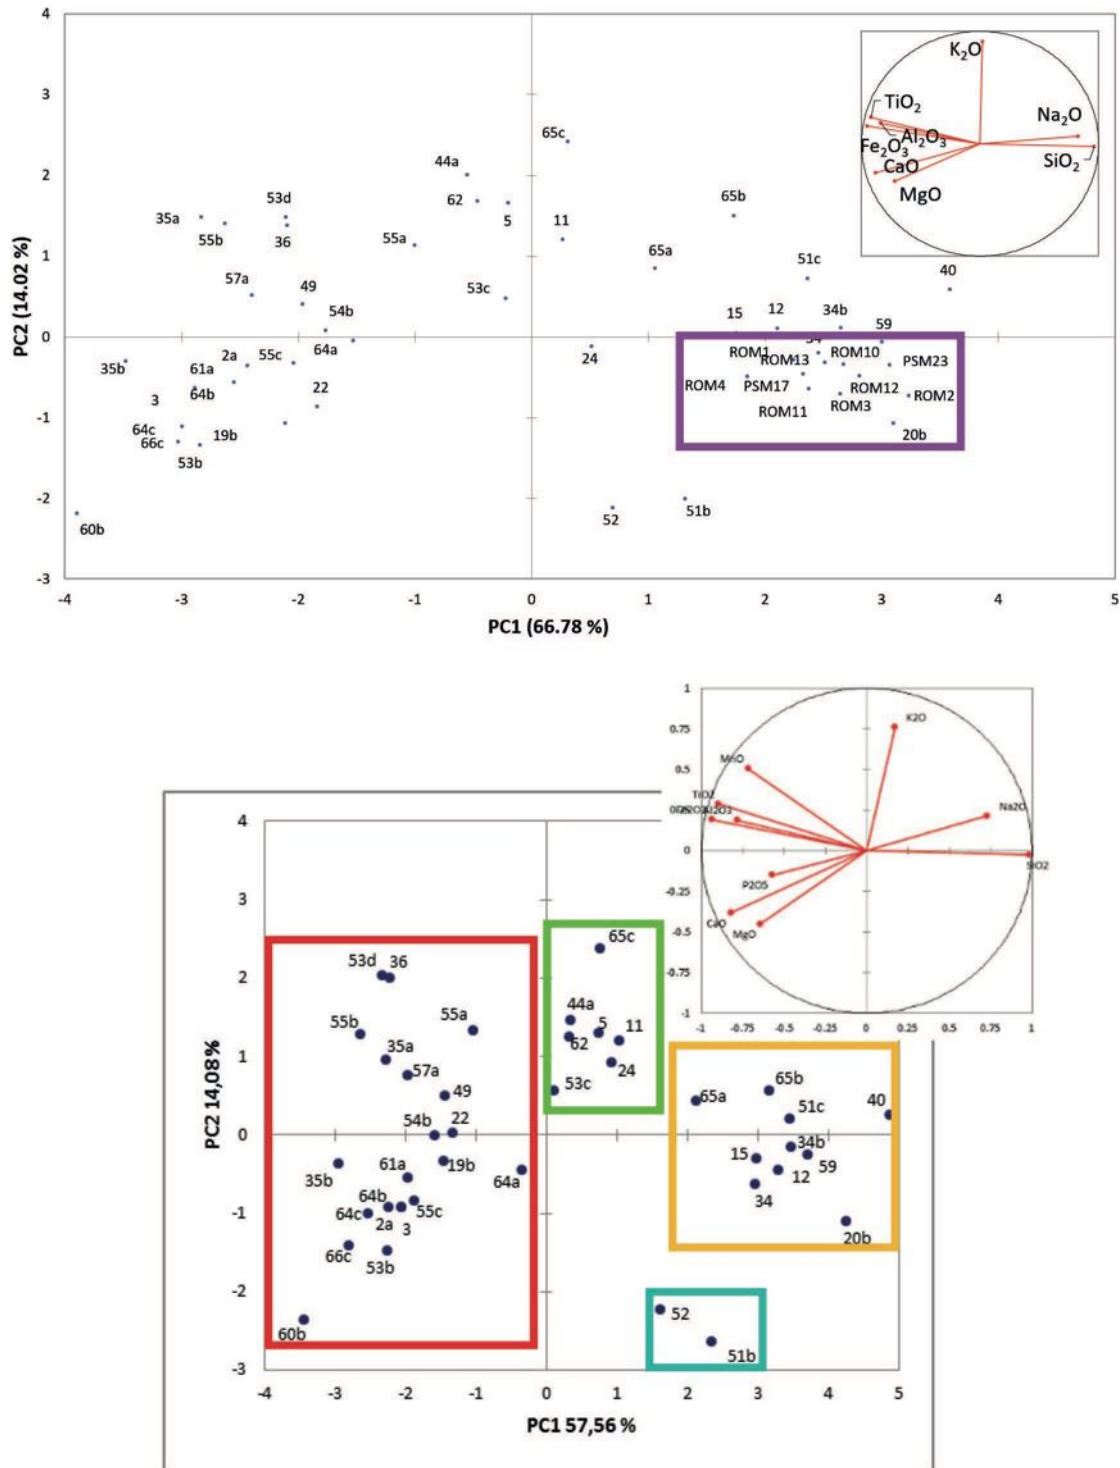 4
K2O
3
TiO2
Na2O
65c
Al2O3
44a
Fe2O3
SiO2
2
CaO
53d
62
65b
MgO
35a
5
11
55b
36
55a
65a
1
57a
49
51c
40
53c
54b
15
12
34b
59
0
64a
24
35b
2a
55c
ROM1
ROM13
ROM10
PSM23
61a
64b
22
ROM4
PSM17
ROM12
ROM2
3
ROM11
ROM3
-1
64c
19b
20b
66c
53b
-2
60b
52
51b
-3
-4 -3 -2 -1 0 1 2 3 4 5
PC1 (66.78 %)
PC2 (14.02 %)
1
K2O
0.75
MnO
0.5
TiO2
Na2O
0.25
Al2O3
0
SiO2
P2O5
-0.25
CaO
MgO
-0.5
-0.75
-1
-1 -0.75 -0.5 -0.25 0 0.25 0.5 0.75 1
4
3
65c
53d 36
2
44a
55b
55a
5
11
35a
62
1
57a
24
65b
49
53c
65a
51c
40
54b
22
34b
0
15
59
61a
19b
12
35b
64a
64b
34
64c
55c
-1
2a
3
20b
66c
53b
-2
52
60b
51b
-3
-4 -3 -2 -1 0 1 2 3 4 5
PC1 57,56 %
PC2 14,08%